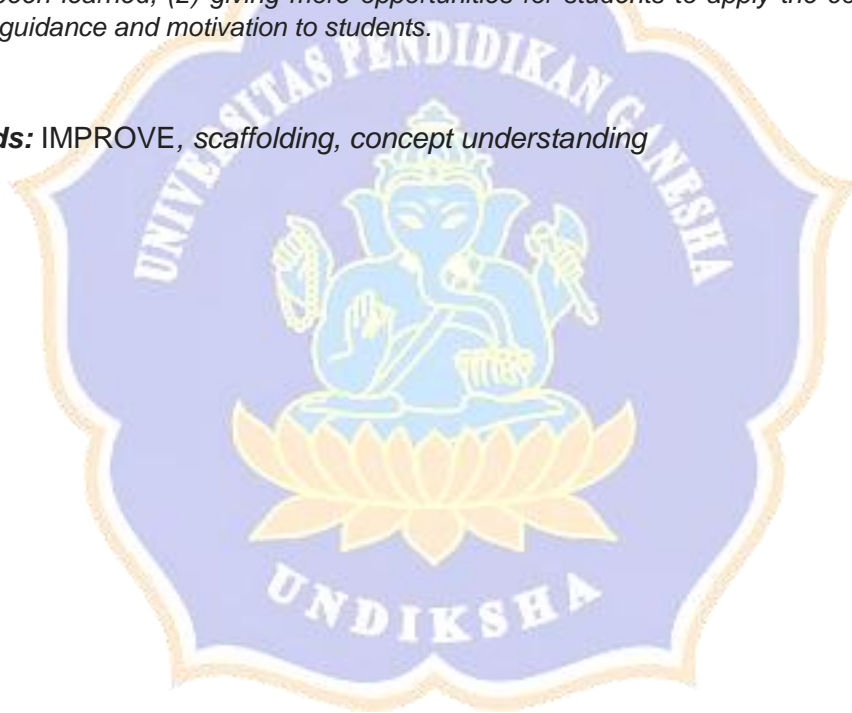 been learned, (2) giving more opportunities for students to apply the
guidance and motivation to students.
ds: IMPROVE, scaffolding, concept understanding
UNIVERSITAS PENDIDIKAN GANESHA
UNDIKSHA